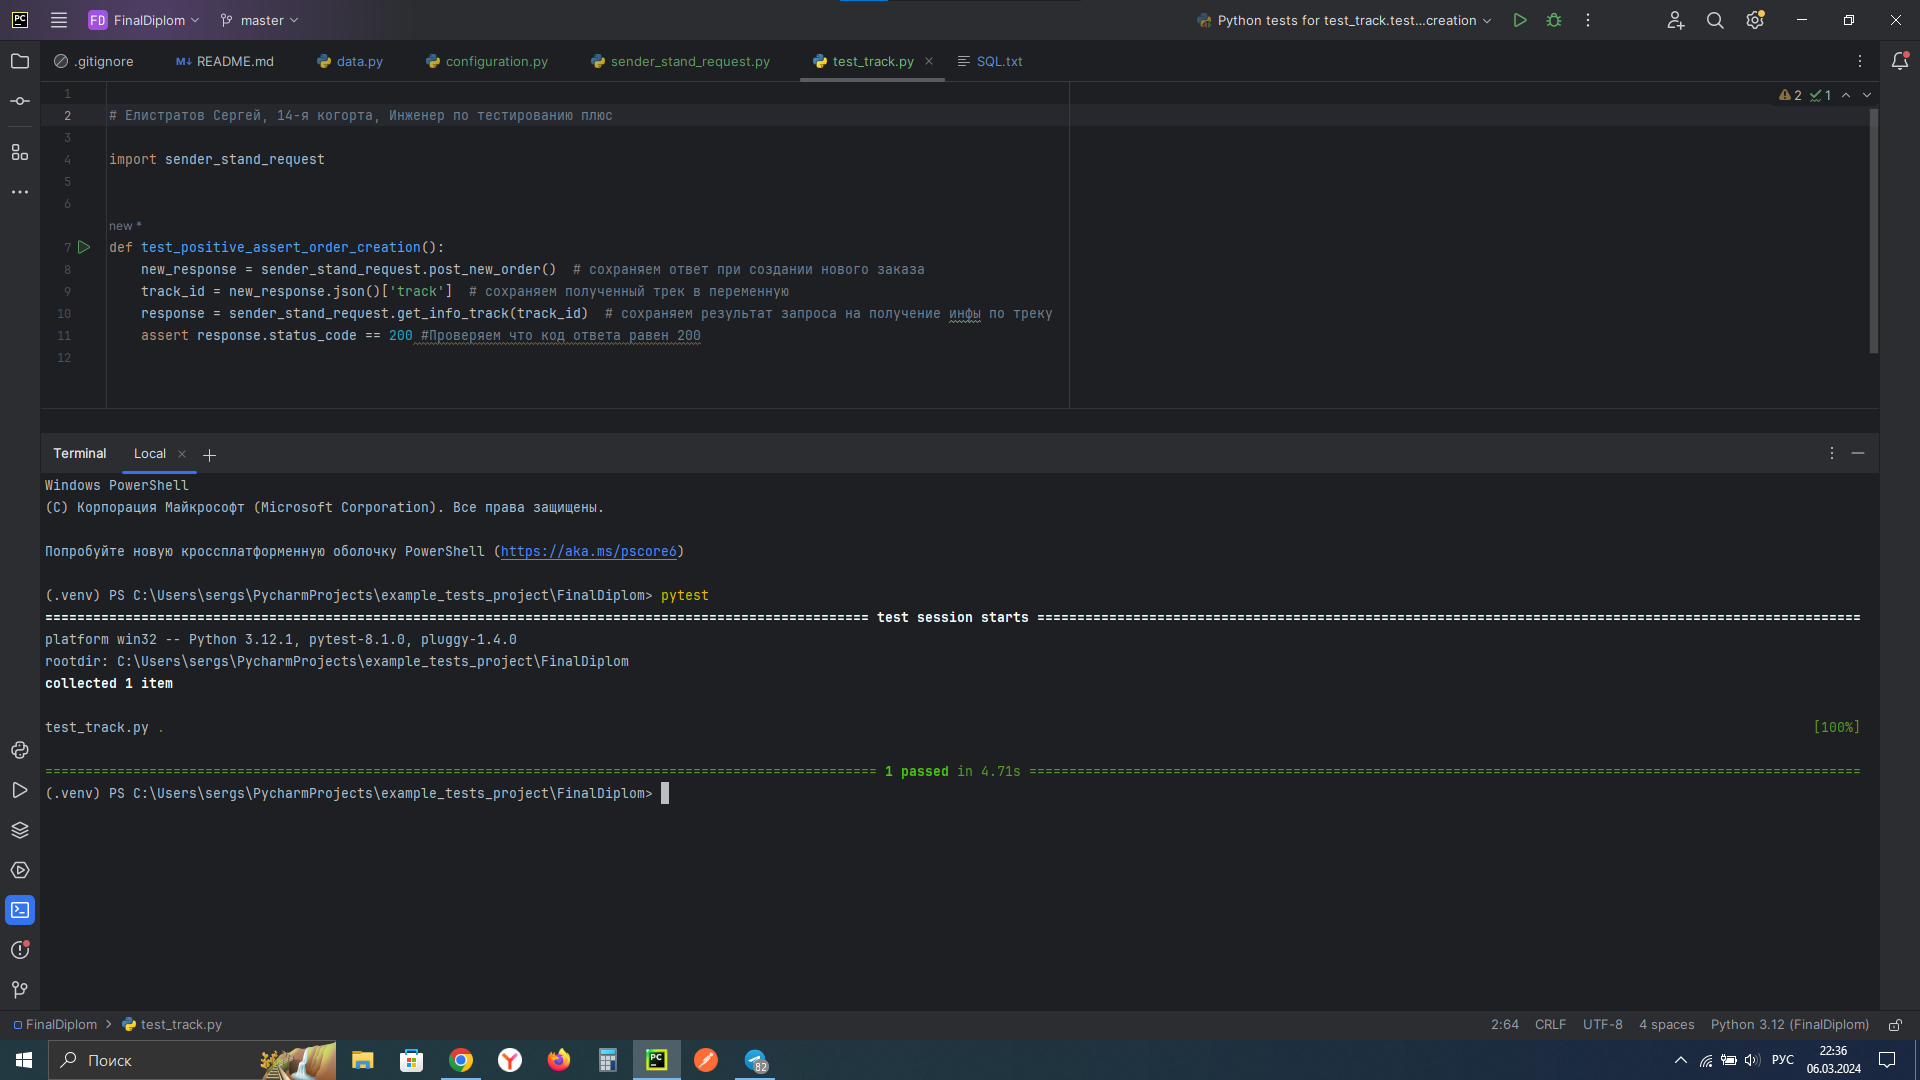 PC FD FinalDiplom master Python tests for test_track.test...creation
.gitignore README.md data.py configuration.py sender_stand_request.py test_track.py SQL.txt
1
2 # Елистратов Сергей, 14-я когорта, Инженер по тестированию плюс
2 1
3
4 import sender_stand_request
5
6
new *
7 def test_positive_assert_order_creation():
8 new_response = sender_stand_request.post_new_order()  # сохраняем ответ при создании нового заказа
9 track_id = new_response.json()['track']  # сохраняем полученный трек в переменную
10 response = sender_stand_request.get_info_track(track_id)  # сохраняем результат запроса на получение инфы по треку
11 assert response.status_code == 200 #Проверяем что код ответа равен 200
12
Terminal Local
Windows PowerShell
(C) Корпорация Майкрософт (Microsoft Corporation). Все права защищены.
Попробуйте новую кроссплатформенную оболочку PowerShell (https://aka.ms/pscore6)
(.venv) PS C:\Users\sergs\PycharmProjects\example_tests_project\FinalDiplom> pytest
test session starts
platform win32 -- Python 3.12.1, pytest-8.1.0, pluggy-1.4.0
rootdir: C:\Users\sergs\PycharmProjects\example_tests_project\FinalDiplom
collected 1 item
test_track.py . [100%]
1 passed in 4.71s
(.venv) PS C:\Users\sergs\PycharmProjects\example_tests_project\FinalDiplom>
FinalDiplom > test_track.py 2:64 CRLF UTF-8 4 spaces Python 3.12 (FinalDiplom)
Поиск PC 82 РУС 22:36
06.03.2024